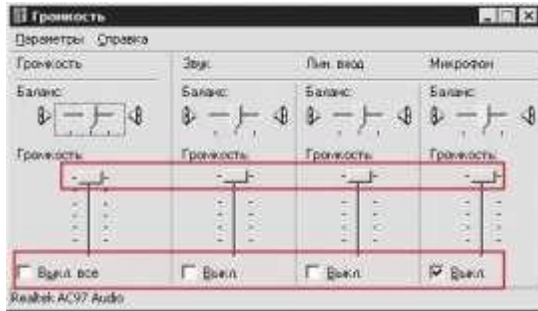 Громкость
Параметры Справка
Громкость Звук Лин. вход Микрофон
Баланс: Баланс: Баланс: Баланс:
Громкость: Громкость: Громкость: Громкость:
Выкл. все Выкл. Выкл. Выкл.
Realtek AC97 Audio